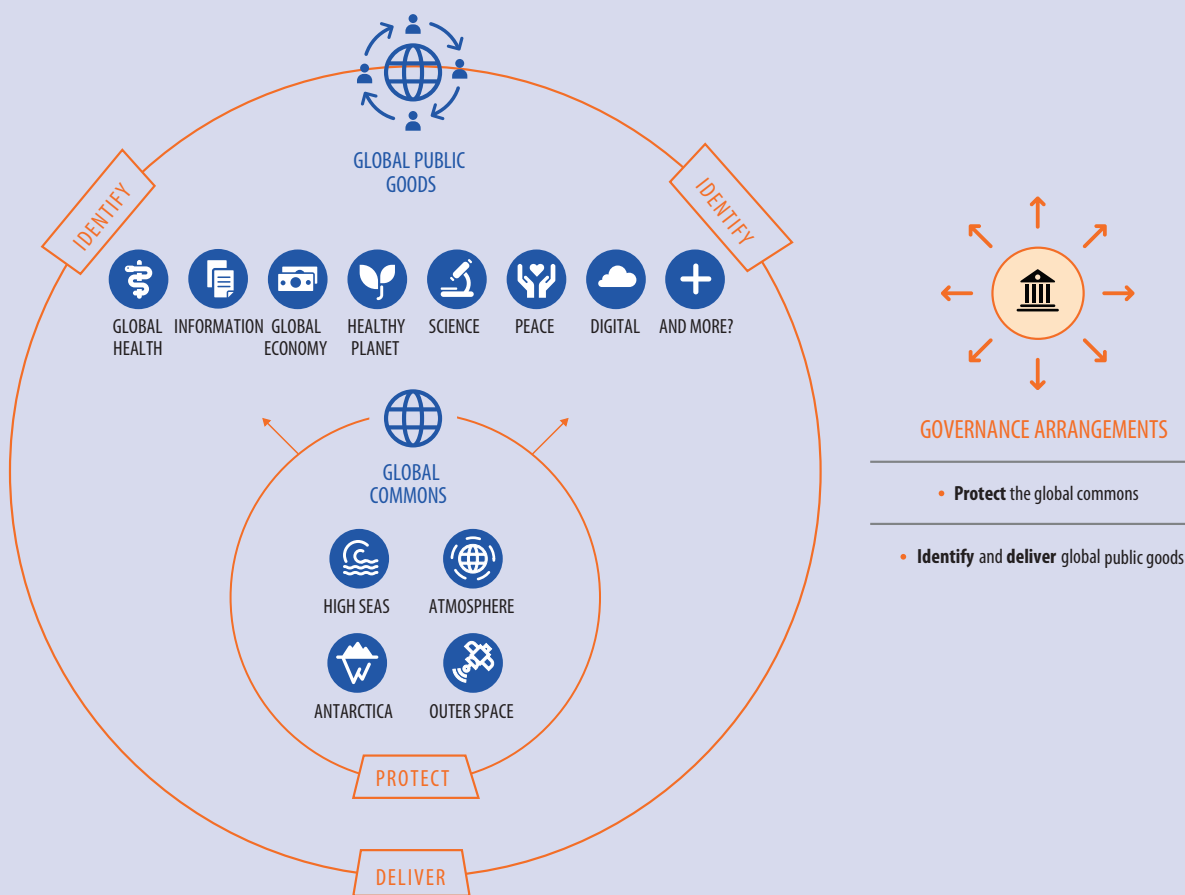 GLOBAL PUBLIC
GOODS
IDENTIFY
IDENTIFY
GLOBAL
HEALTH
INFORMATION
GLOBAL
ECONOMY
HEALTHY
PLANET
SCIENCE
PEACE
DIGITAL
AND MORE?
GLOBAL
COMMONS
HIGH SEAS
ATMOSPHERE
ANTARCTICA
OUTER SPACE
PROTECT
DELIVER
GOVERNANCE ARRANGEMENTS
• Protect the global commons
• Identify and deliver global public goods